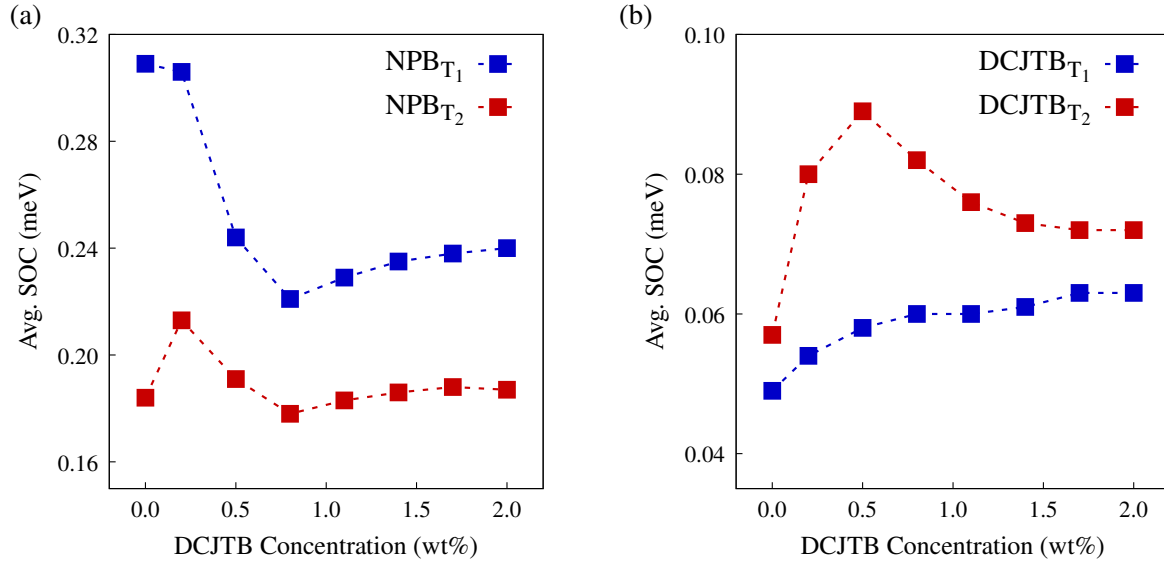 (a)
0.32
0.28
0.24
0.20
0.16
Avg. SOC (meV)
NPB_T1
NPB_T2
0.0 0.5 1.0 1.5 2.0
DCJTB Concentration (wt%)
(b)
0.10
0.08
0.06
0.04
Avg. SOC (meV)
DCJTB_T1
DCJTB_T2
0.0 0.5 1.0 1.5 2.0
DCJTB Concentration (wt%)